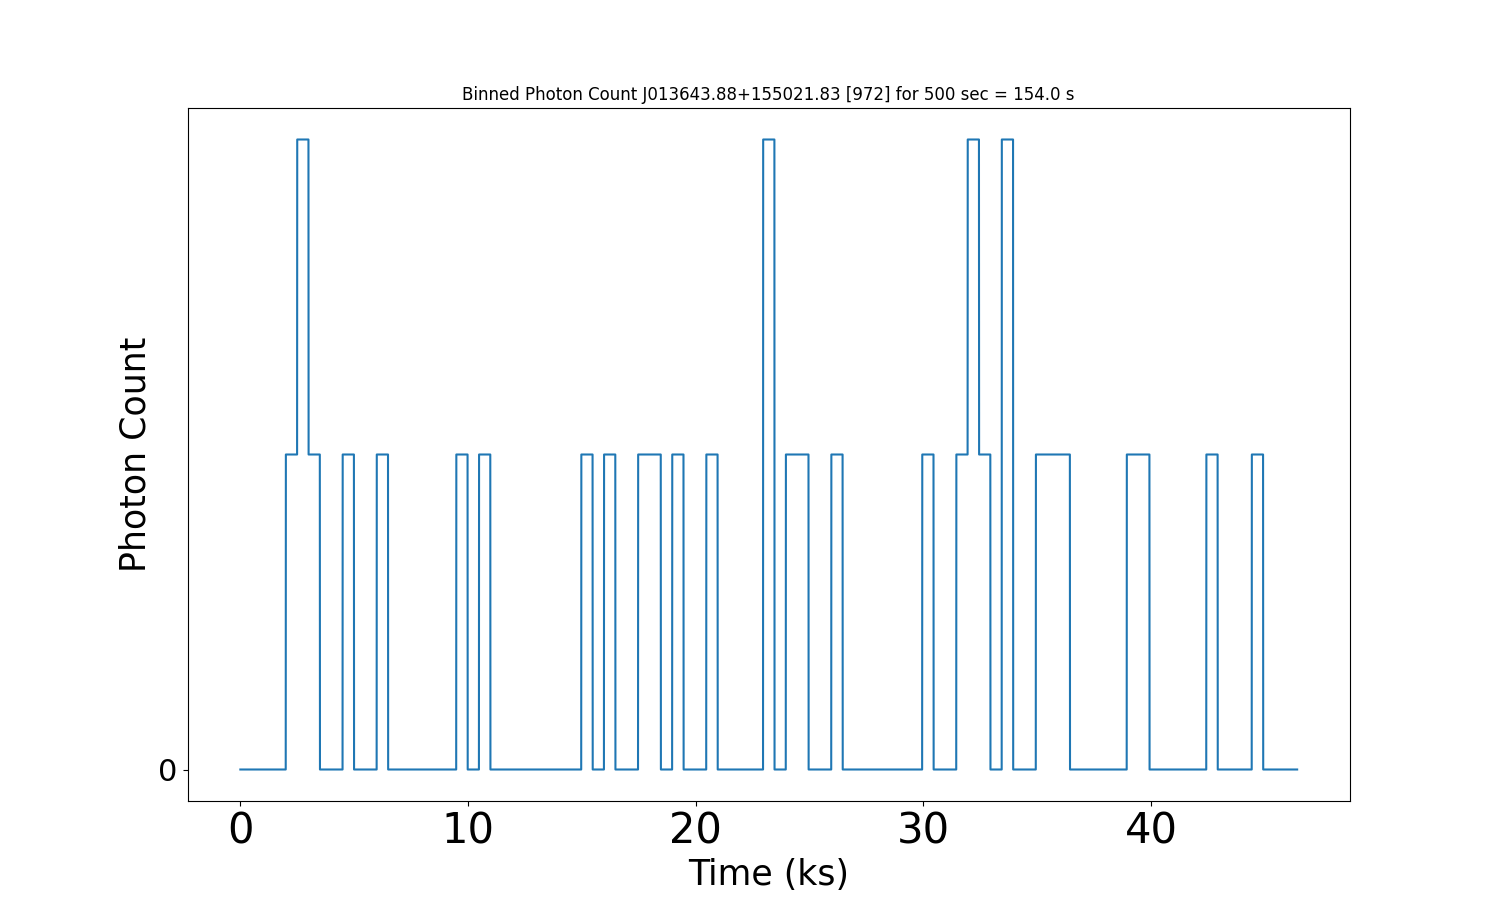 Binned Photon Count J013643.88+155021.83 [972] for 500 sec = 154.0 s
Photon Count
0
0 10 20 30 40
Time (ks)